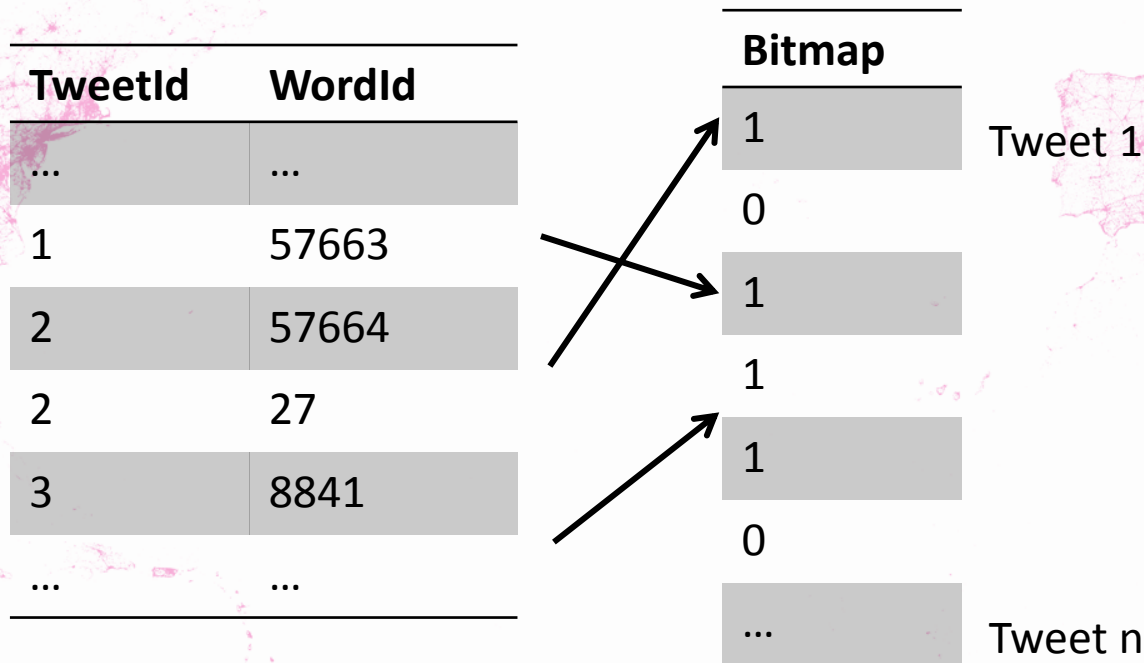 TweetId WordId
... ...
1 57663
2 57664
2 27
3 8841
... ...
Bitmap
1 Tweet 1
0
1
1
1
0
... Tweet n